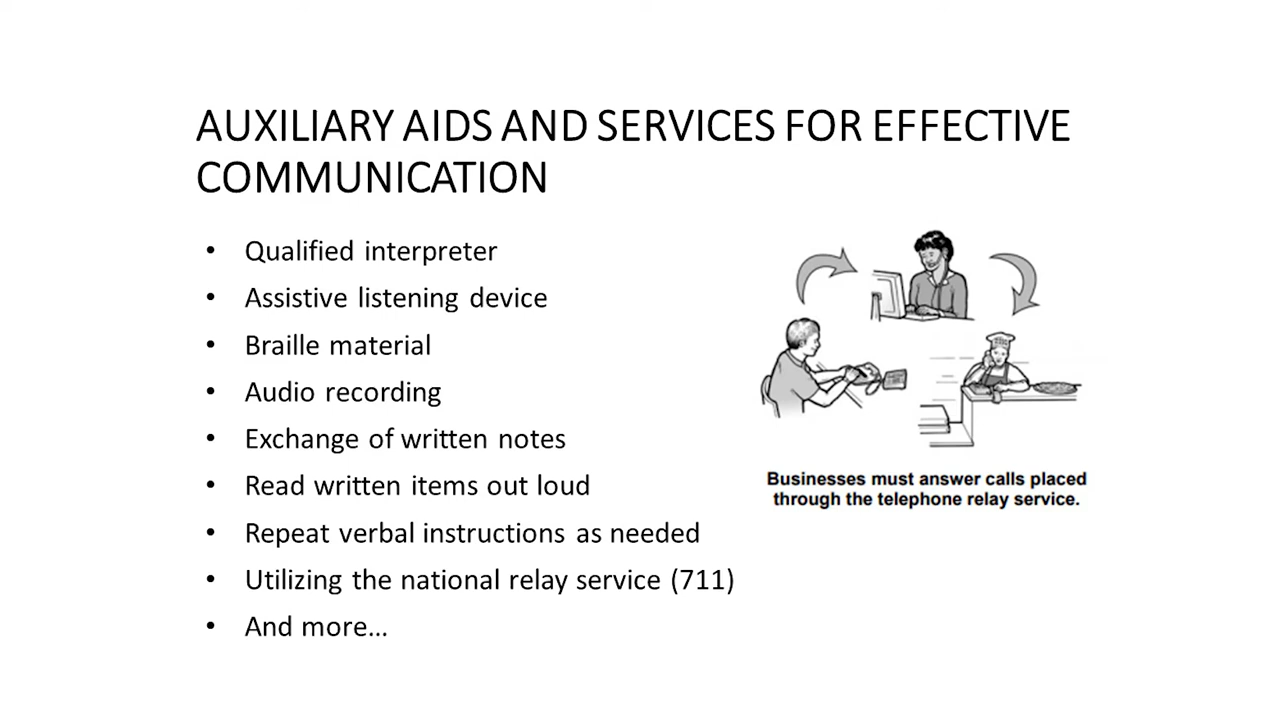 AUXILIARY AIDS AND SERVICES FOR EFFECTIVE
COMMUNICATION
• Qualified interpreter
• Assistive listening device
• Braille material
• Audio recording
• Exchange of written notes
• Read written items out loud
• Repeat verbal instructions as needed
• Utilizing the national relay service (711)
• And more…
Businesses must answer calls placed
through the telephone relay service.